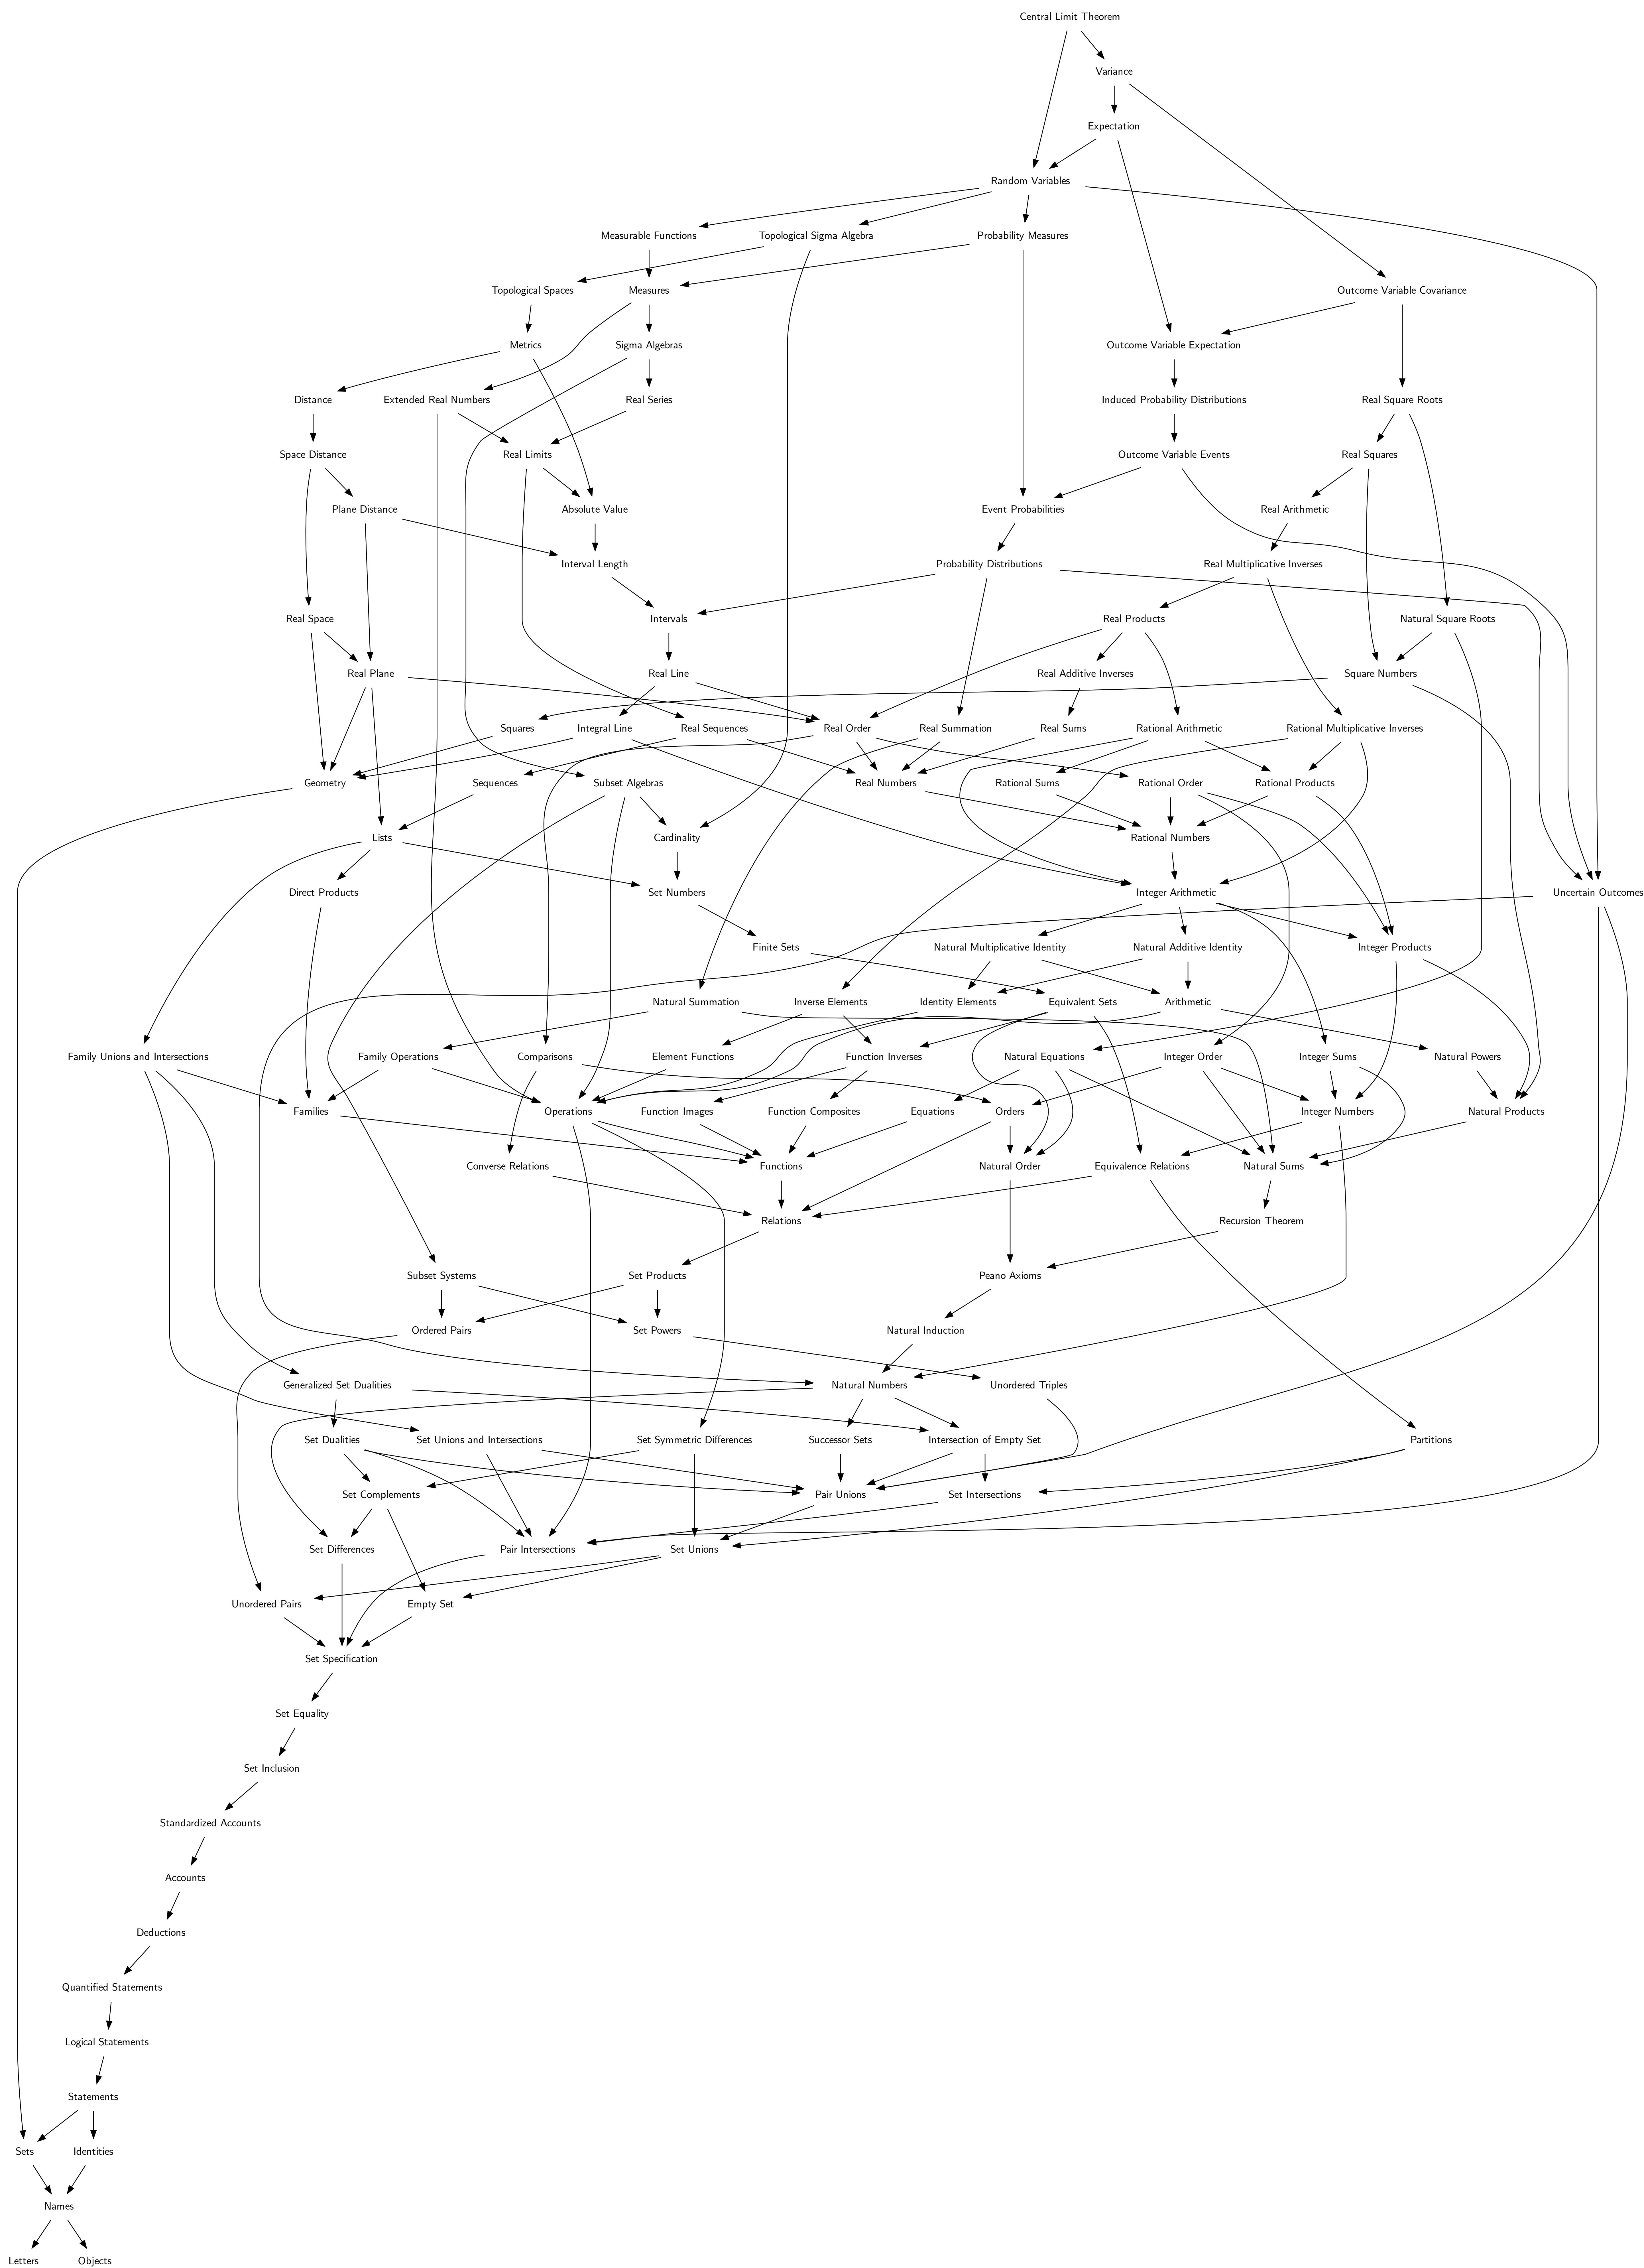 Central Limit Theorem
Variance
Expectation
Random Variables
Measurable Functions
Topological Sigma Algebra
Probability Measures
Topological Spaces
Measures
Outcome Variable Covariance
Metrics
Sigma Algebras
Outcome Variable Expectation
Distance
Extended Real Numbers
Real Series
Induced Probability Distributions
Real Square Roots
Space Distance
Real Limits
Outcome Variable Events
Real Squares
Plane Distance
Absolute Value
Event Probabilities
Real Arithmetic
Interval Length
Probability Distributions
Real Multiplicative Inverses
Real Space
Intervals
Real Products
Natural Square Roots
Real Plane
Real Line
Real Additive Inverses
Square Numbers
Squares
Integral Line
Real Sequences
Real Order
Real Summation
Real Sums
Rational Arithmetic
Rational Multiplicative Inverses
Geometry
Sequences
Subset Algebras
Real Numbers
Rational Sums
Rational Order
Rational Products
Lists
Cardinality
Rational Numbers
Direct Products
Set Numbers
Integer Arithmetic
Uncertain Outcomes
Finite Sets
Natural Multiplicative Identity
Natural Additive Identity
Integer Products
Natural Summation
Inverse Elements
Identity Elements
Equivalent Sets
Arithmetic
Family Unions and Intersections
Family Operations
Comparisons
Element Functions
Function Inverses
Natural Equations
Integer Order
Integer Sums
Natural Powers
Families
Operations
Function Images
Function Composites
Equations
Orders
Integer Numbers
Natural Products
Converse Relations
Functions
Natural Order
Equivalence Relations
Natural Sums
Relations
Recursion Theorem
Subset Systems
Set Products
Peano Axioms
Ordered Pairs
Set Powers
Natural Induction
Generalized Set Dualities
Natural Numbers
Unordered Triples
Set Dualities
Set Unions and Intersections
Set Symmetric Differences
Successor Sets
Intersection of Empty Set
Partitions
Set Complements
Pair Unions
Set Intersections
Set Differences
Pair Intersections
Set Unions
Unordered Pairs
Empty Set
Set Specification
Set Equality
Set Inclusion
Standardized Accounts
Accounts
Deductions
Quantified Statements
Logical Statements
Statements
Sets
Identities
Names
Letters
Objects